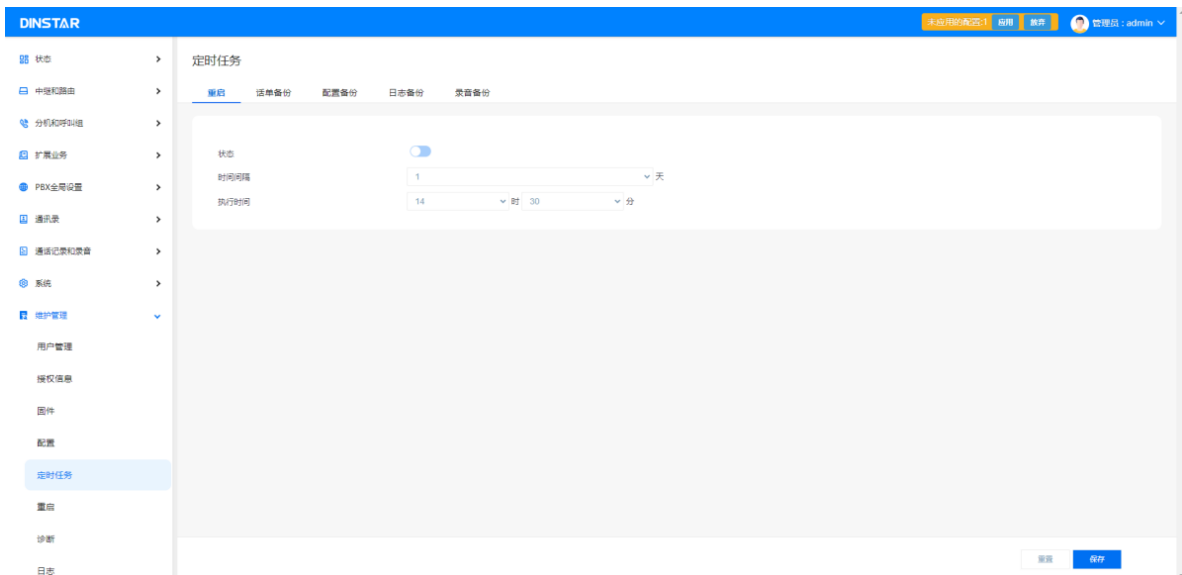 DINSTAR
未应用的配置:1 应用 放弃 管理员 : admin
状态
中继和路由
分机和呼叫组
扩展业务
PBX全局设置
通讯录
通话记录和录音
系统
维护管理
用户管理
授权信息
固件
配置
定时任务
重启
诊断
日志
定时任务
重启 话单备份 配置备份 日志备份 录音备份
状态
时间间隔 1 天
执行时间 14 时 30 分
重置 保存